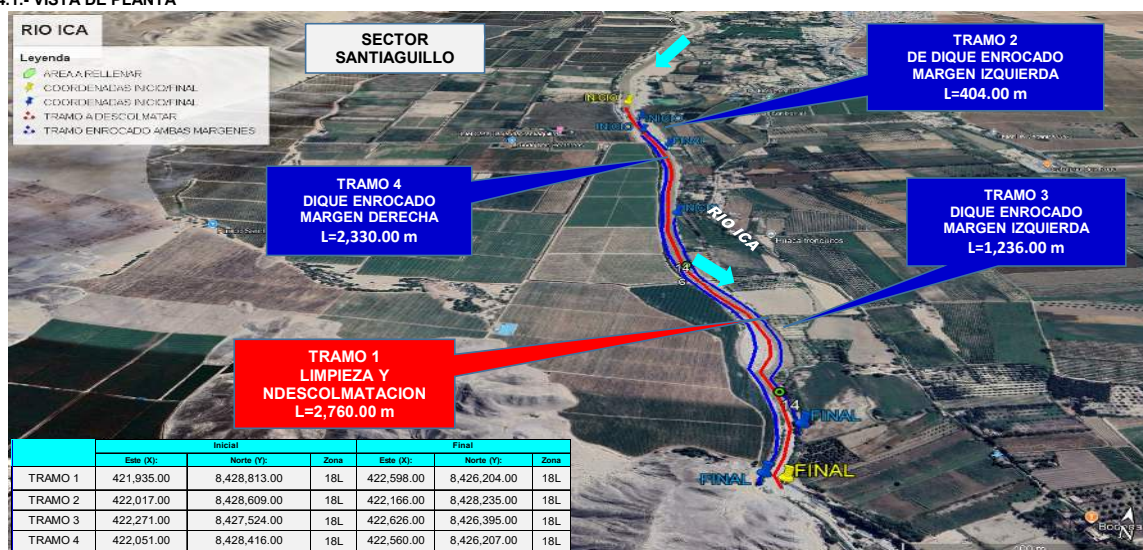 4.1.- VISTA DE PLANTA
RIO ICA
Leyenda
AREA A RELLENAR
COORDENADAS INICIO/FINAL
COORDENADAS INICIO/FINAL
TRAMO A DESCOLMATAR
TRAMO ENROCADO AMBAS MARGENES
SECTOR
SANTIAGUILLO
TRAMO 2
DE DIQUE ENROCADO
MARGEN IZQUIERDA
L=404.00 m
INICIO
INICIO
INICIO
FINAL
TRAMO 4
DIQUE ENROCADO
MARGEN DERECHA
L=2,330.00 m
TRAMO 3
DIQUE ENROCADO
MARGEN IZQUIERDA
L=1,236.00 m
RIO ICA
14
6
TRAMO 1
LIMPIEZA Y
NDESCOLMATACION
L=2,760.00 m
14
FINAL
FINAL
FINAL
Inicial Final
Este (X): Norte (Y): Zona Este (X): Norte (Y): Zona
TRAMO 1 421,935.00 8,428,813.00 18L 422,598.00 8,426,204.00 18L
TRAMO 2 422,017.00 8,428,609.00 18L 422,166.00 8,428,235.00 18L
TRAMO 3 422,271.00 8,427,524.00 18L 422,626.00 8,426,395.00 18L
TRAMO 4 422,051.00 8,428,416.00 18L 422,560.00 8,426,207.00 18L
N